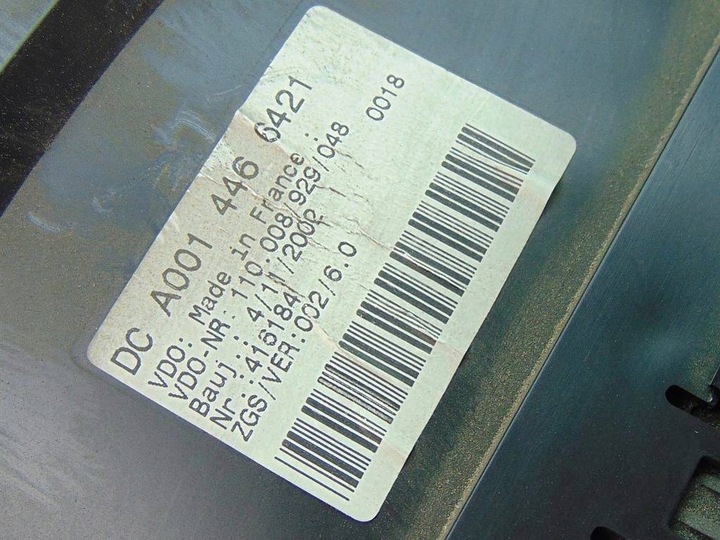 DC A001 446 6421
VDO: Made in France :
VDO-NR: 110.008/929/048 0018
Bauj.: 4/11/2002
Nr.: 416184
ZGS/VER:002/6.0